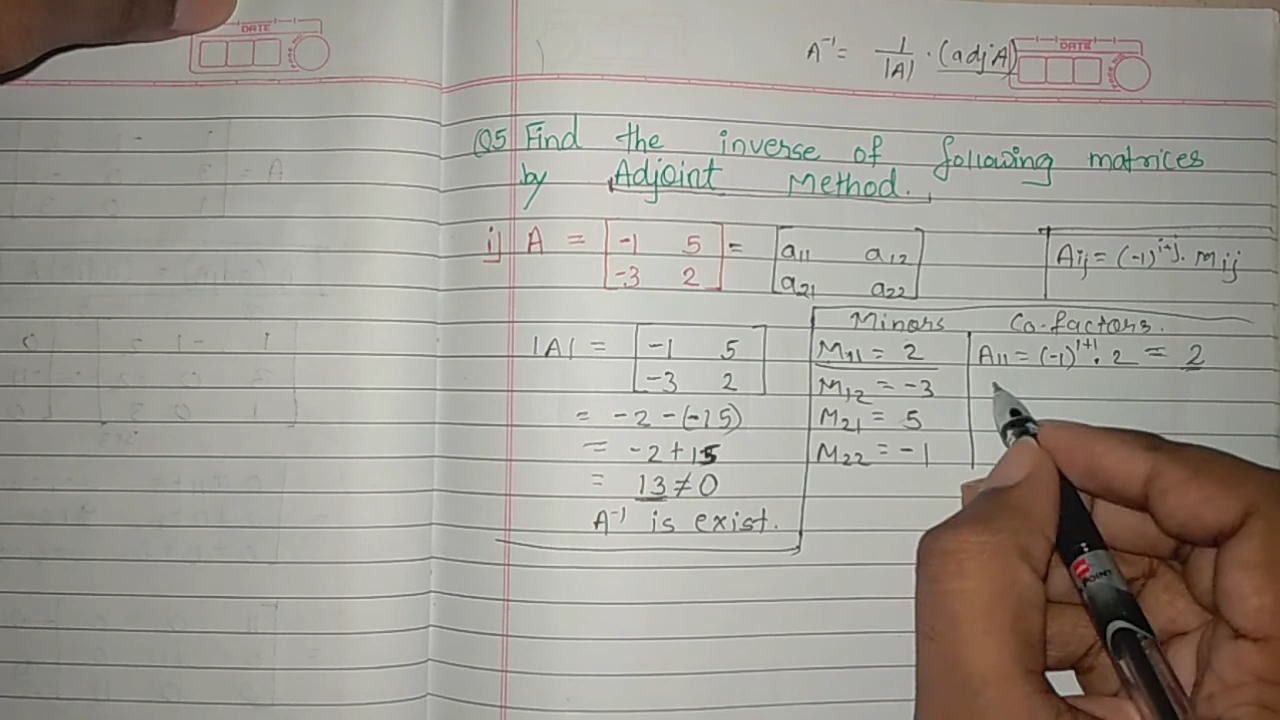 DATE
DATE
A⁻¹ = 1/|A| · (adj A)
Q5 Find the inverse of following matrices
by Adjoint Method.
i] A = [-1 5; -3 2] = [a11 a12; a21 a22]
Aij = (-1)^i+j · Mij
|A| = |-1 5; -3 2|
= -2 - (-15)
= -2 + 15
= 13 ≠ 0
A⁻¹ is exist.
Minors
M11 = 2
M12 = -3
M21 = 5
M22 = -1
Co-factors.
A11 = (-1)^1+1 · 2 = 2
POINT